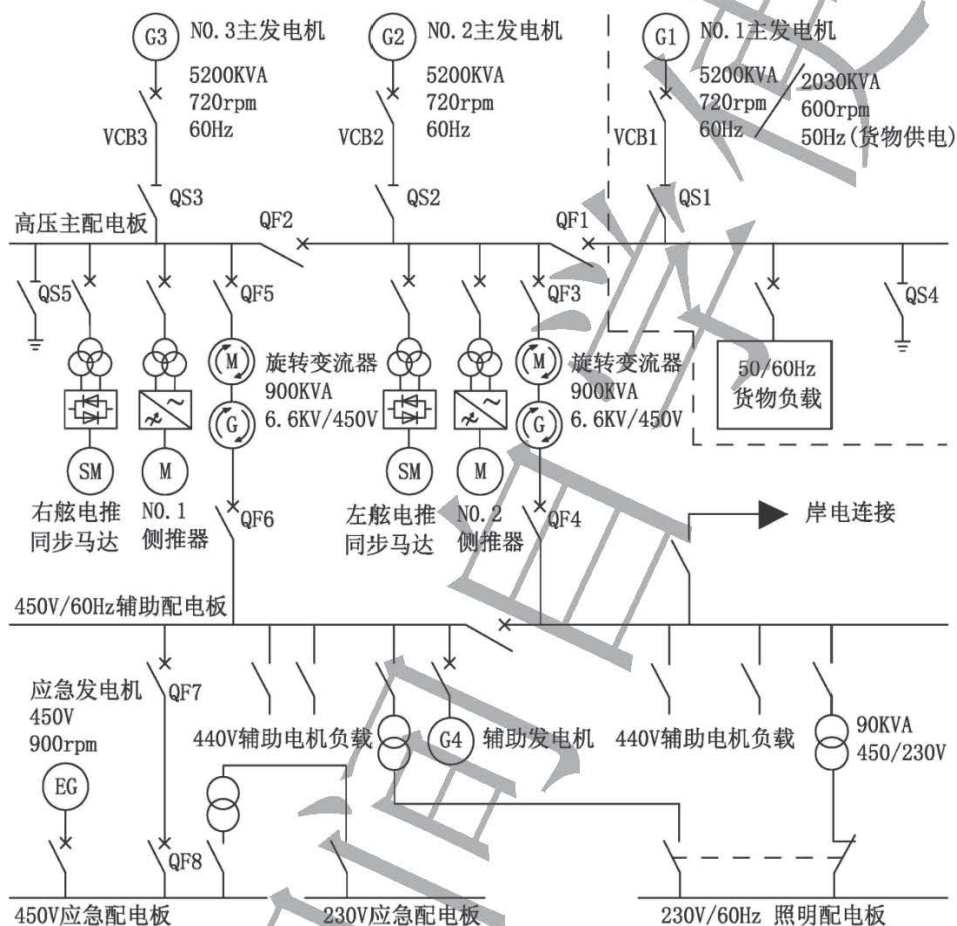 G3 NO.3主发电机
5200KVA
720rpm
60Hz
VCB3
QS3
G2 NO.2主发电机
5200KVA
720rpm
60Hz
VCB2
QS2
G1 NO.1主发电机
5200KVA
720rpm
60Hz
2030KVA
600rpm
50Hz(货物供电)
VCB1
QS1
高压主配电板
QF2
QF1
QS5
QF5
QF3
QS4
M
旋转变流器
900KVA
6.6KV/450V
G
M
旋转变流器
900KVA
6.6KV/450V
G
50/60Hz
货物负载
SM
M
SM
M
右舷电推
同步马达
NO.1
侧推器
QF6
左舷电推
同步马达
NO.2
侧推器
QF4
岸电连接
450V/60Hz辅助配电板
应急发电机
450V
900rpm
EG
QF7
440V辅助电机负载
G4 辅助发电机
440V辅助电机负载
90KVA
450/230V
QF8
450V应急配电板
230V应急配电板
230V/60Hz 照明配电板